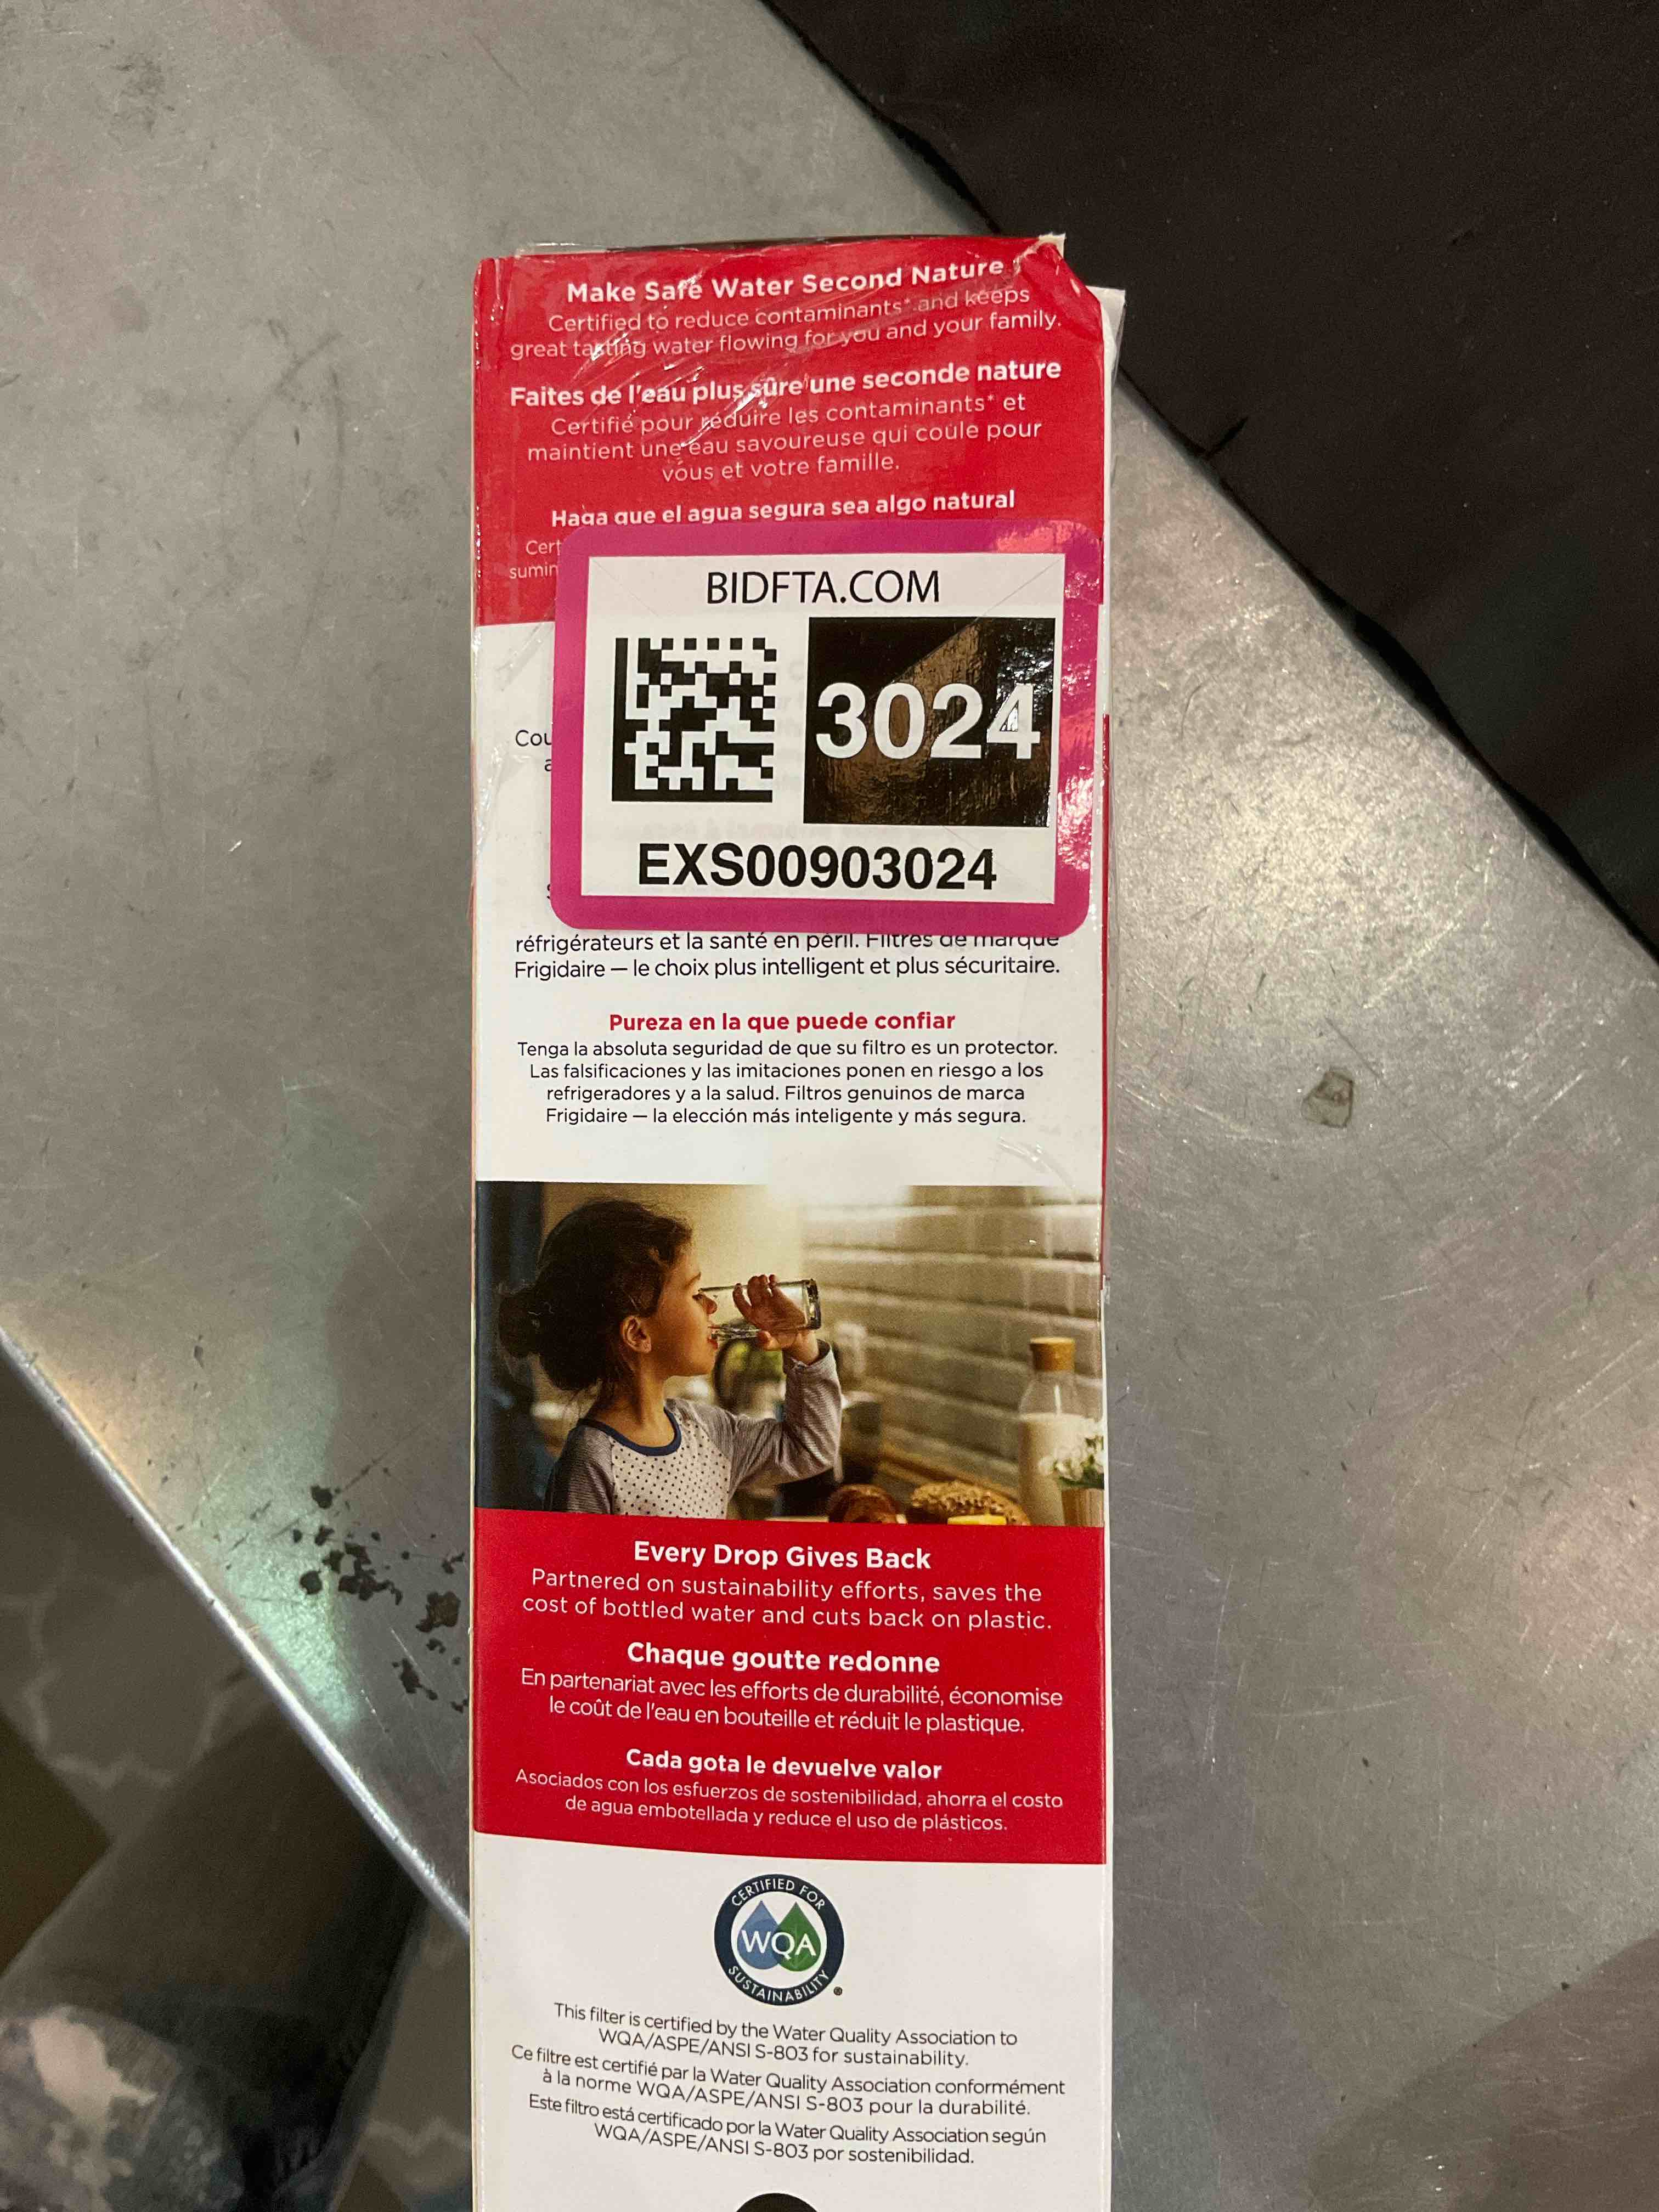 Make Safe Water Second Nature
Certified to reduce contaminants* and keeps
great tasting water flowing for you and your family.
Faites de l'eau plus sûre une seconde nature
Certifié pour réduire les contaminants* et
maintient une eau savoureuse qui coule pour
vous et votre famille.
Haga que el agua segura sea algo natural
Cert
sumin
BIDFTA.COM
3024
EXS00903024
Cou
a
réfrigérateurs et la santé en péril. Filtres de marque
Frigidaire — le choix plus intelligent et plus sécuritaire.
Pureza en la que puede confiar
Tenga la absoluta seguridad de que su filtro es un protector.
Las falsificaciones y las imitaciones ponen en riesgo a los
refrigeradores y a la salud. Filtros genuinos de marca
Frigidaire — la elección más inteligente y más segura.
Every Drop Gives Back
Partnered on sustainability efforts, saves the
cost of bottled water and cuts back on plastic.
Chaque goutte redonne
En partenariat avec les efforts de durabilité, économise
le coût de l'eau en bouteille et réduit le plastique.
Cada gota le devuelve valor
Asociados con los esfuerzos de sostenibilidad, ahorra el costo
de agua embotellada y reduce el uso de plásticos.
CERTIFIED FOR
WQA
SUSTAINABILITY
®
This filter is certified by the Water Quality Association to
WQA/ASPE/ANSI S-803 for sustainability.
Ce filtre est certifié par la Water Quality Association conformément
à la norme WQA/ASPE/ANSI S-803 pour la durabilité.
Este filtro está certificado por la Water Quality Association según
WQA/ASPE/ANSI S-803 por sostenibilidad.